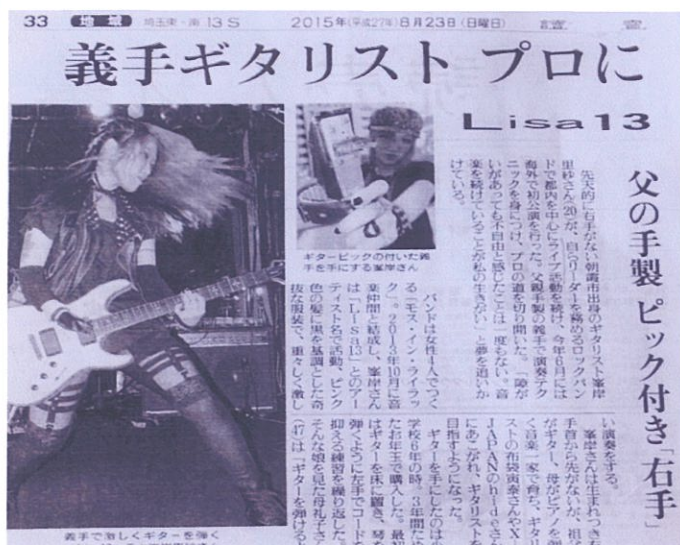 33 地域 埼玉東・南 13S 2015年(平成27年)8月23日(日曜日) 讀 賣
義手ギタリスト プロに
Lisa13
父の手製 ピック付き「右手」
ギターピックの付いた義
手を手にする峯岸さん
先天的に右手がない朝霞市出身のギタリスト峯岸
里紗さん(20)が、自らリーダーを務めるロックバン
ドで都内を中心にライブ活動を続け、今年6月には
海外で初公演を行った。父親手製の義手で演奏テク
ニックを身につけ、プロの道を切り開いた。「障が
いがあっても不自由と感じたことは一度もない。音
楽を続けていることが私の生きがい」と夢を追いか
けている。
バンドは女性4人でつく
る「モス・イン・ライラッ
ク」。2013年10月に音
楽仲間と結成し、峯岸さん
は「Lisa13」とのアー
ティスト名で活動、ピンク
色の髪に黒を基調とした奇
抜な服装で、重々しく激し
い演奏をする。
峯岸さんは生まれつき右
手首から先がないが、祖
がギター、母がピアノを弾
く音楽一家で育ち、ギタリ
ストの布袋寅泰さんやX
JAPANのhideさ
にあこがれ、ギタリストを
目指すようになった。
ギターを手にしたのは小
学校6年の時。3年間ため
たお年玉で購入した。最初
はギターを床に置き、琴を
弾くように左手でコードを
抑える練習を繰り返した。
そんな娘を見た母礼子さん
(47)は「ギターを弾ける
義手で激しくギターを弾く